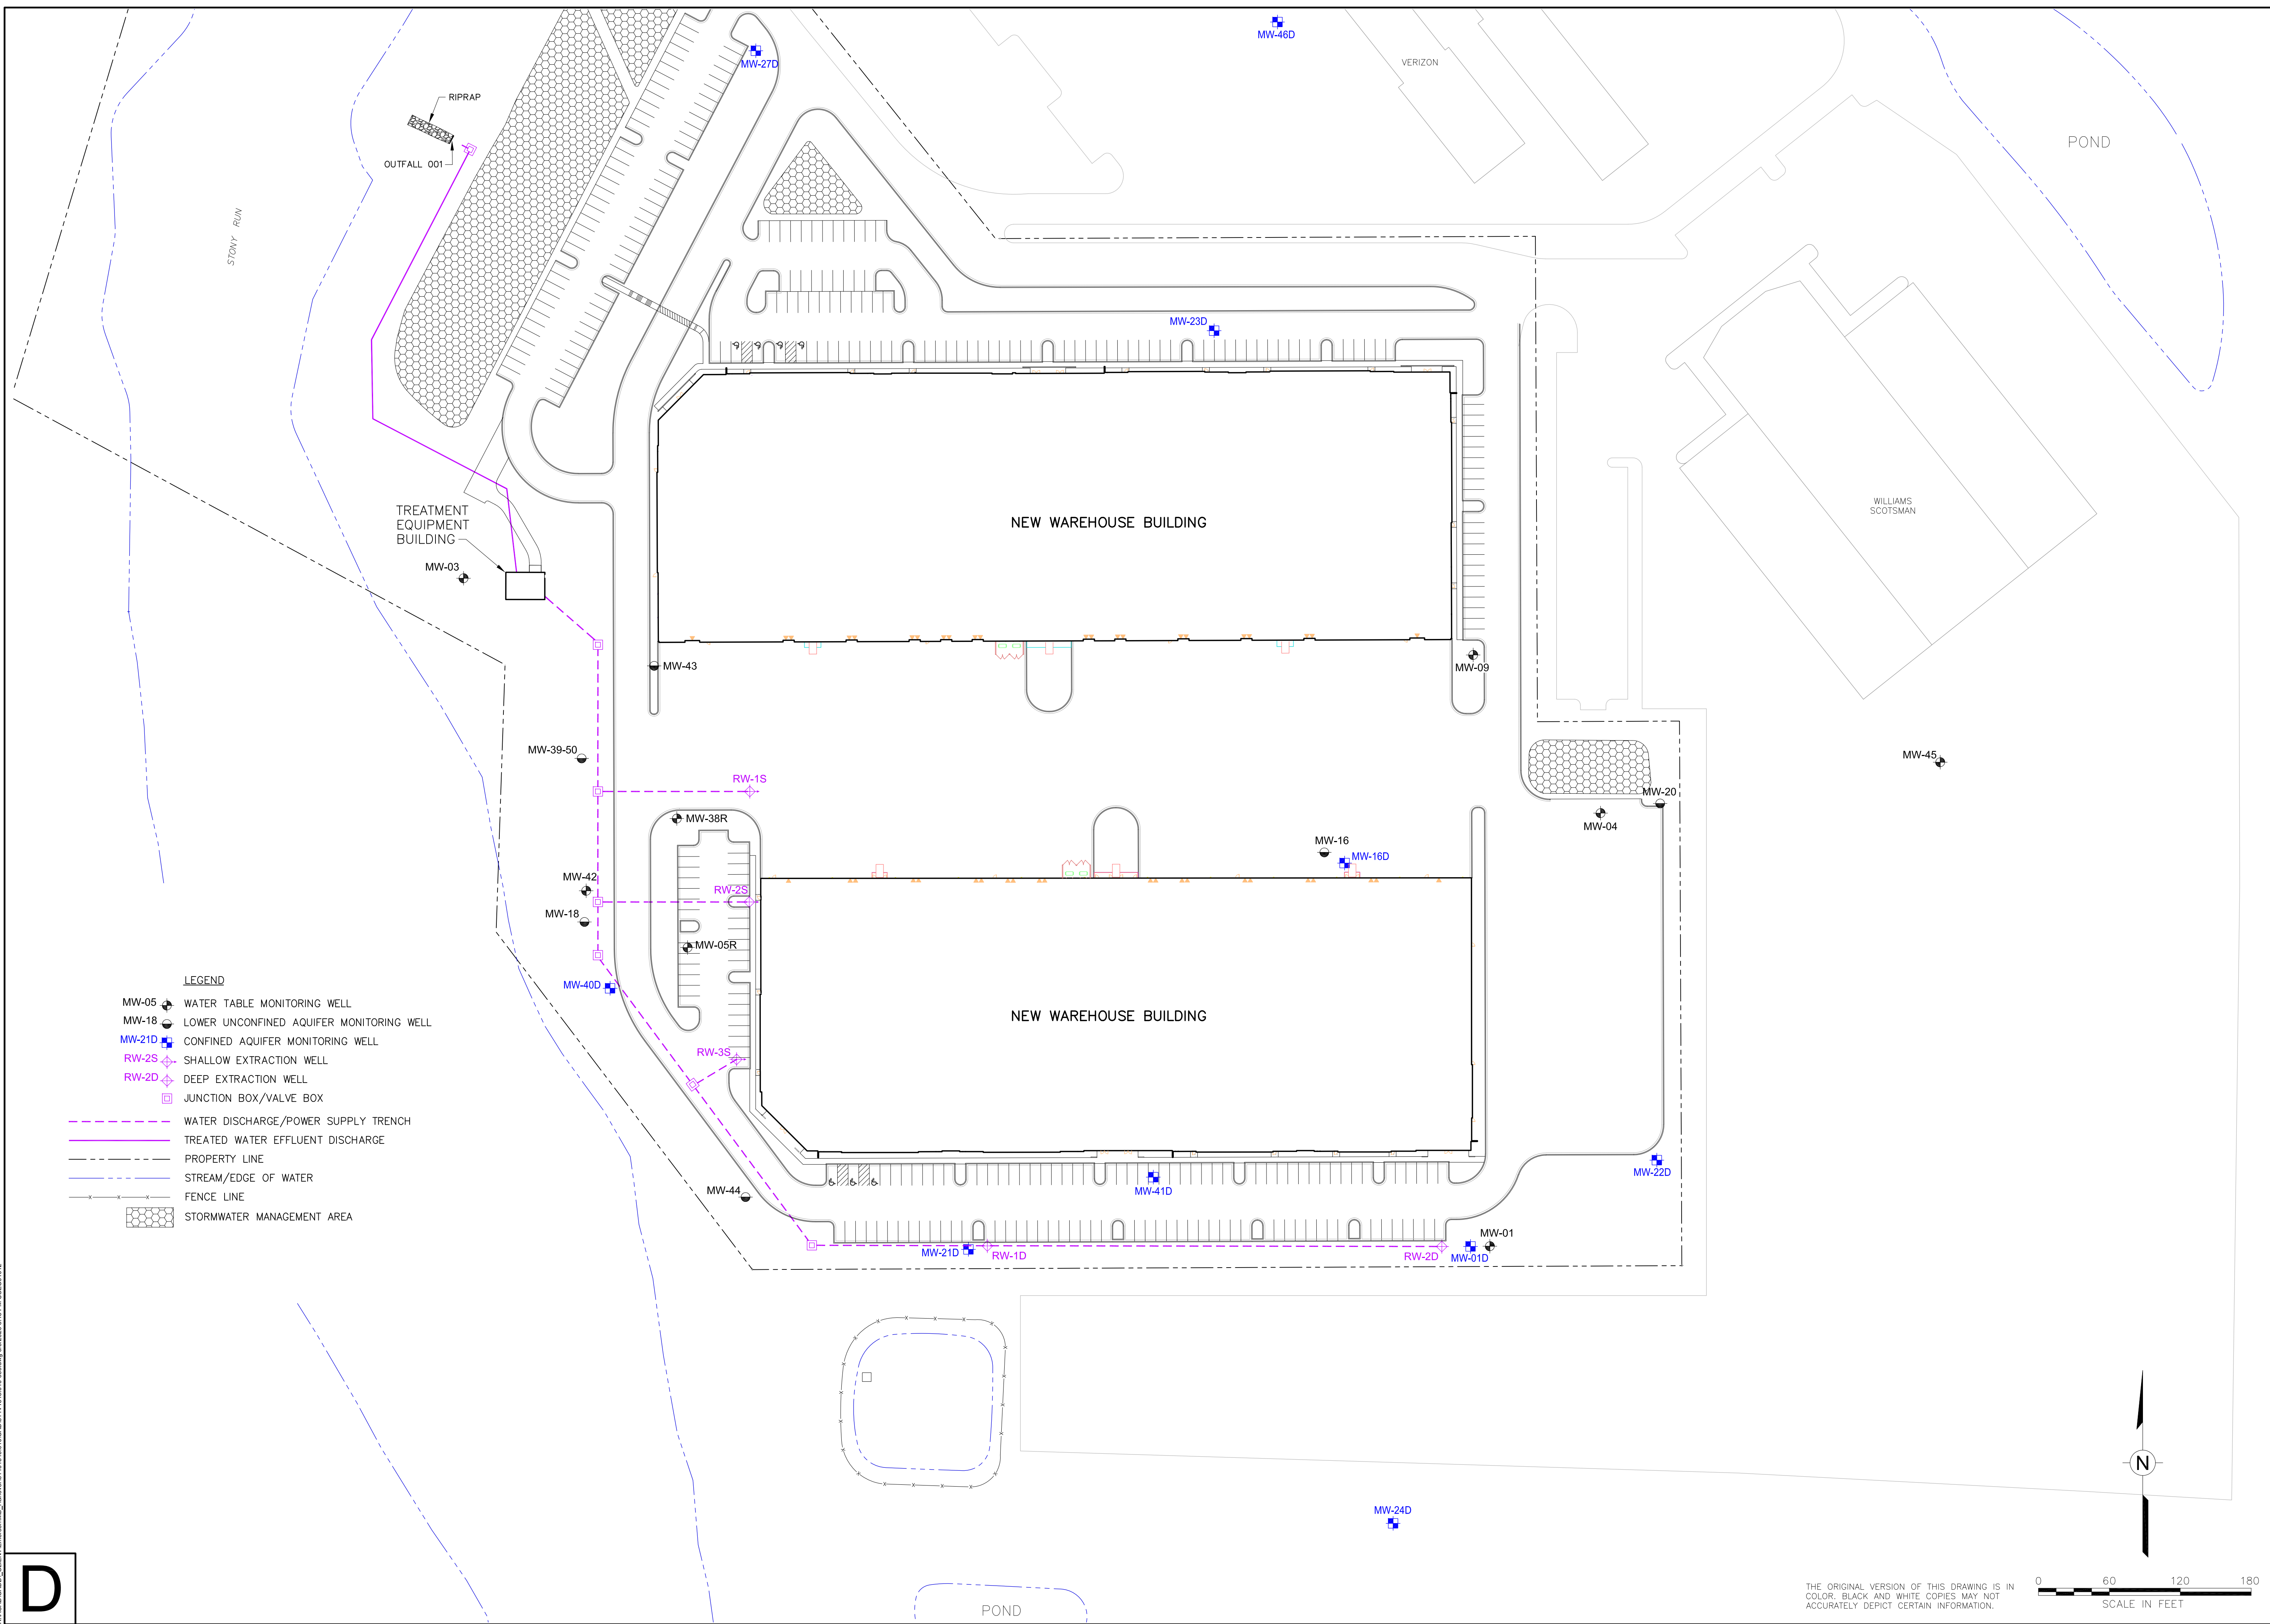 MW-46D
MW-27D
VERIZON
RIPRAP
OUTFALL 001
POND
STONY RUN
MW-23D
TREATMENT
EQUIPMENT
BUILDING
MW-03
NEW WAREHOUSE BUILDING
WILLIAMS
SCOTSMAN
MW-43
MW-09
MW-39-50
MW-45
RW-1S
MW-20
MW-38R
MW-04
MW-16
MW-16D
MW-42
RW-2S
MW-18
MW-05R
MW-40D
NEW WAREHOUSE BUILDING
RW-3S
MW-22D
MW-41D
MW-44
MW-01
MW-21D
RW-1D
RW-2D
MW-01D
LEGEND
MW-05 WATER TABLE MONITORING WELL
MW-18 LOWER UNCONFINED AQUIFER MONITORING WELL
MW-21D CONFINED AQUIFER MONITORING WELL
RW-2S SHALLOW EXTRACTION WELL
RW-2D DEEP EXTRACTION WELL
JUNCTION BOX/VALVE BOX
WATER DISCHARGE/POWER SUPPLY TRENCH
TREATED WATER EFFLUENT DISCHARGE
PROPERTY LINE
STREAM/EDGE OF WATER
FENCE LINE
STORMWATER MANAGEMENT AREA
MW-24D
POND
N
D
THE ORIGINAL VERSION OF THIS DRAWING IS IN
COLOR. BLACK AND WHITE COPIES MAY NOT
ACCURATELY DEPICT CERTAIN INFORMATION.
0 60 120 180
SCALE IN FEET